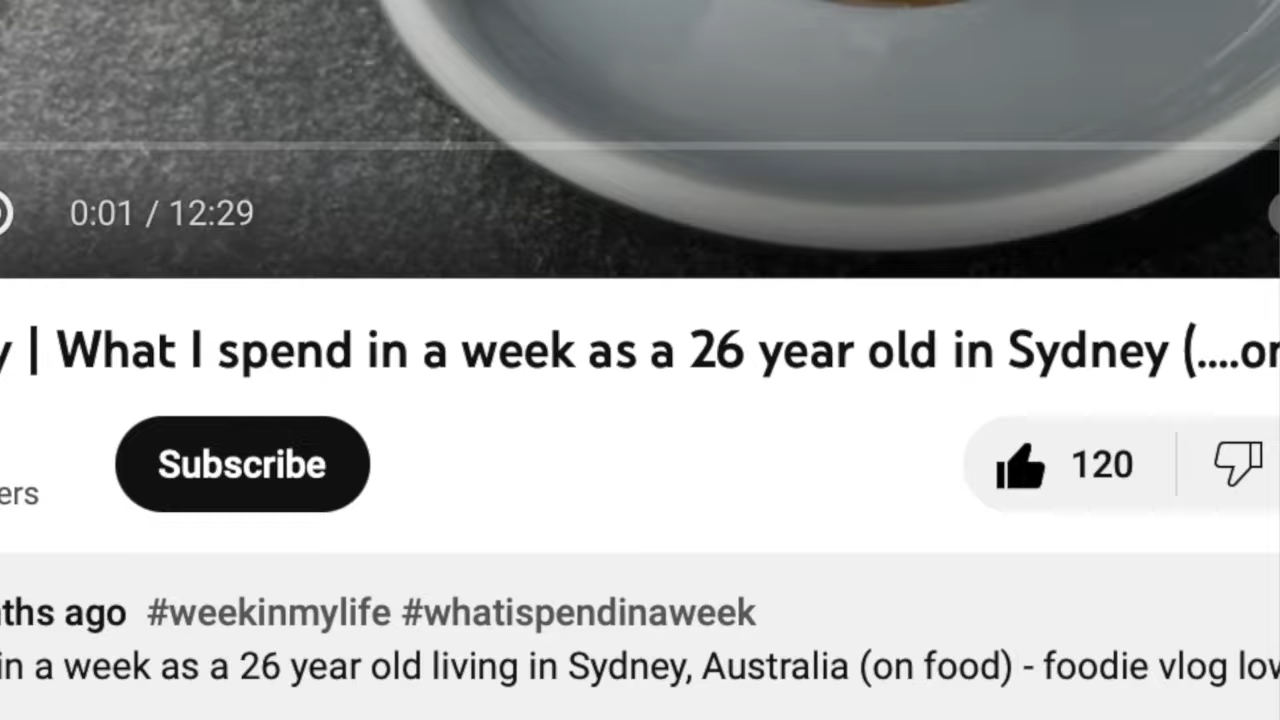 0:01 / 12:29
| What I spend in a week as a 26 year old in Sydney (....
Subscribe
120
ago #weekinmylife #whatispendinaweek
in a week as a 26 year old living in Sydney, Australia (on food) - foodie vlog